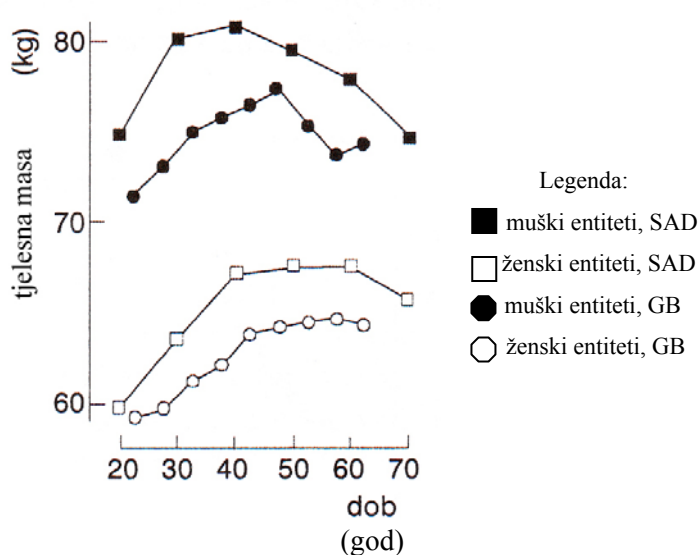 (kg)
tjelesna masa
80
70
60
20 30 40 50 60 70
dob
(god)
Legenda:
muški entiteti, SAD
ženski entiteti, SAD
muški entiteti, GB
ženski entiteti, GB